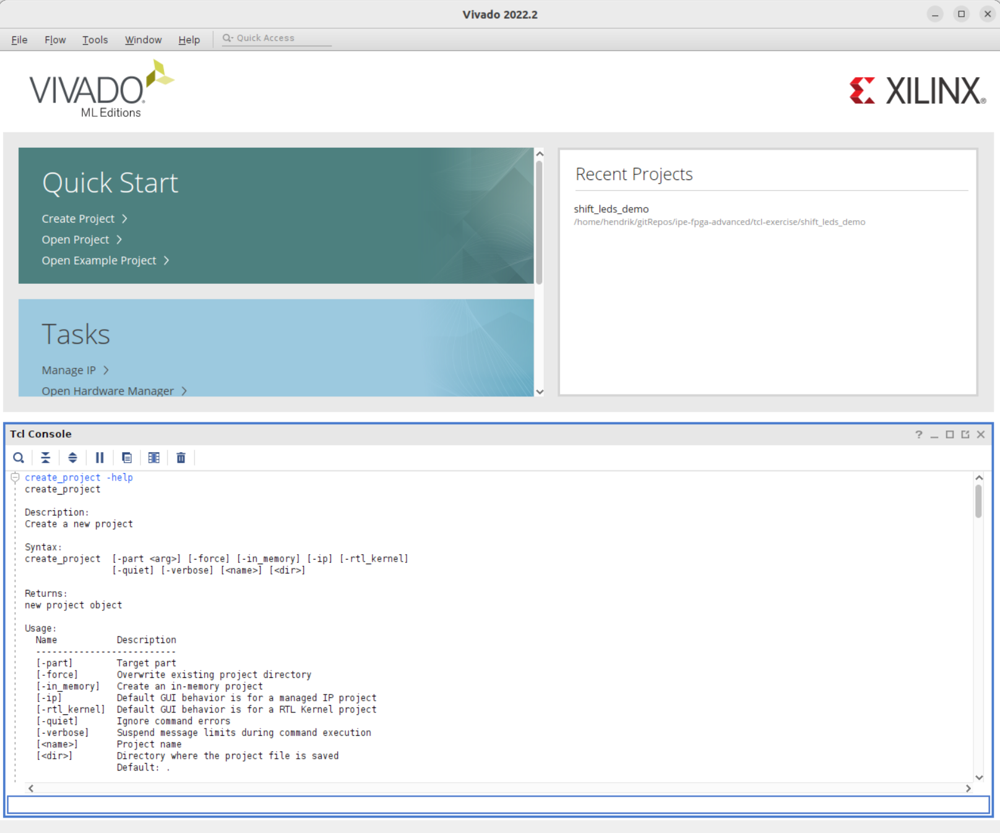 Vivado 2022.2
File Flow Tools Window Help Quick Access
VIVADO.
ML Editions
XILINX®
Quick Start
Create Project >
Open Project >
Open Example Project >
Tasks
Manage IP >
Open Hardware Manager >
Recent Projects
shift_leds_demo
/home/hendrik/gitRepos/ipe-fpga-advanced/tcl-exercise/shift_leds_demo
Tcl Console
create_project -help
create_project
Description:
Create a new project
Syntax:
create_project  [-part <arg>] [-force] [-in_memory] [-ip] [-rtl_kernel]
[-quiet] [-verbose] [<name>] [<dir>]
Returns:
new project object
Usage:
Name           Description
--------------------------
[-part]        Target part
[-force]       Overwrite existing project directory
[-in_memory]   Create an in-memory project
[-ip]          Default GUI behavior is for a managed IP project
[-rtl_kernel]  Default GUI behavior is for a RTL Kernel project
[-quiet]       Ignore command errors
[-verbose]     Suspend message limits during command execution
[<name>]       Project name
[<dir>]        Directory where the project file is saved
Default: .